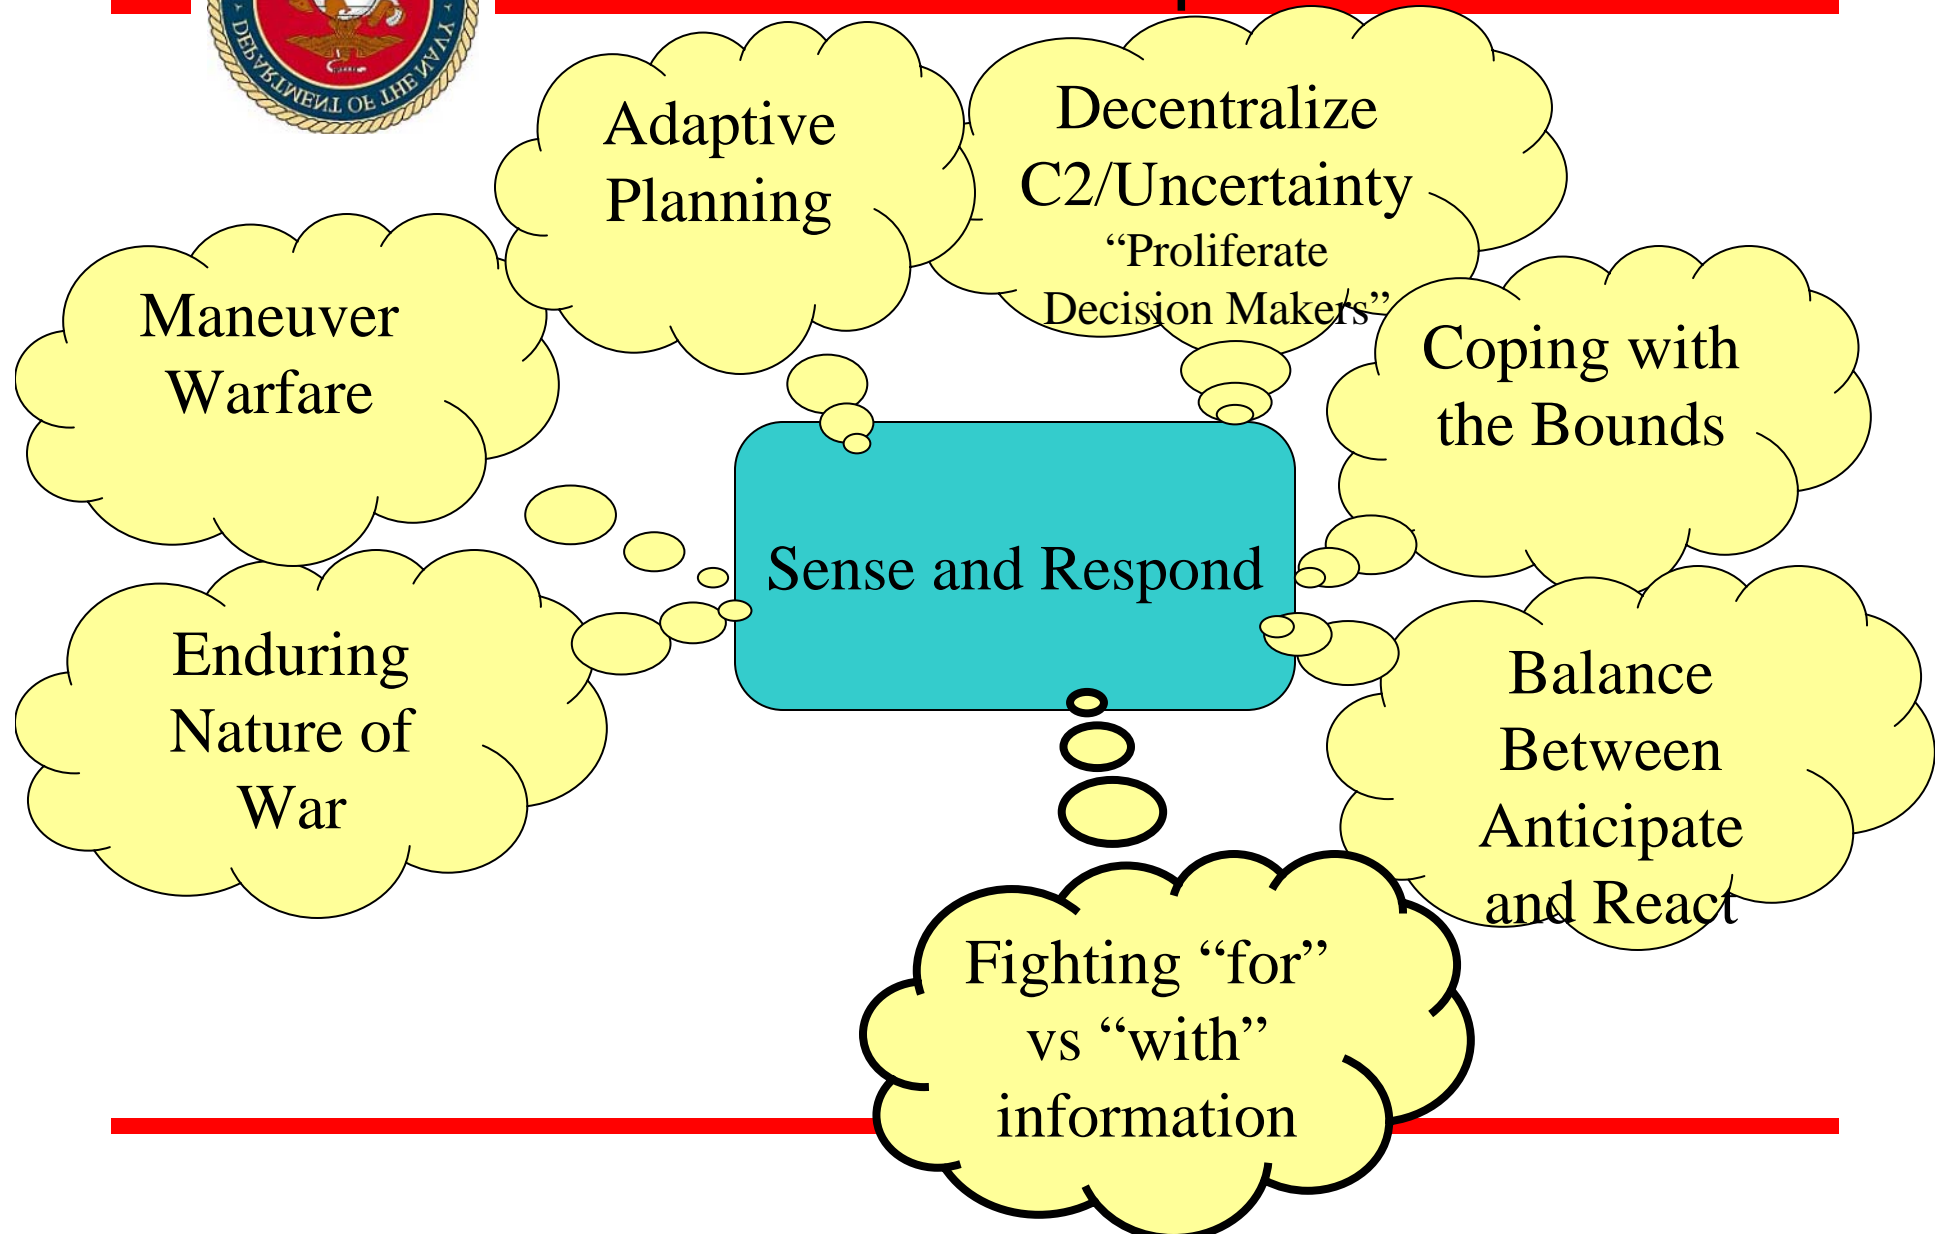 DEPARTMENT OF THE NAVY
Adaptive
Planning
Decentralize
C2/Uncertainty
“Proliferate
Decision Makers”
Maneuver
Warfare
Coping with
the Bounds
Sense and Respond
Enduring
Nature of
War
Balance
Between
Anticipate
and React
Fighting “for”
vs “with”
information